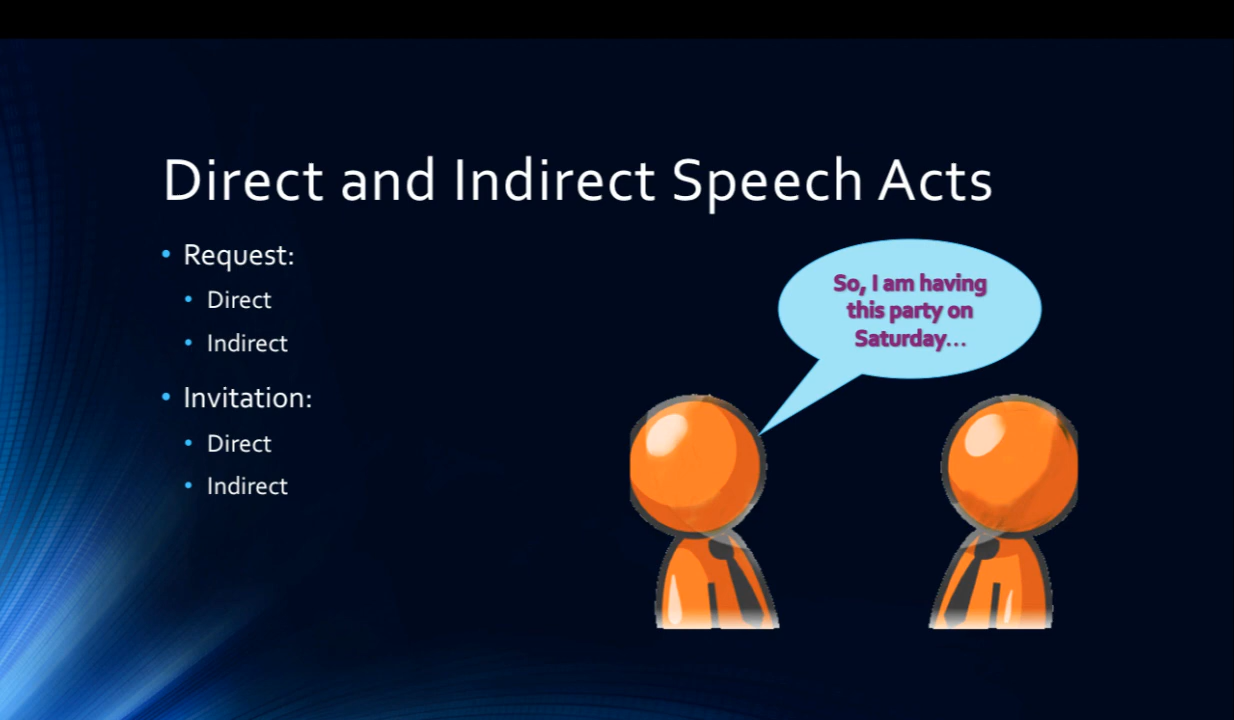 Direct and Indirect Speech Acts
• Request:
• Direct
• Indirect
• Invitation:
• Direct
• Indirect
So, I am having
this party on
Saturday…